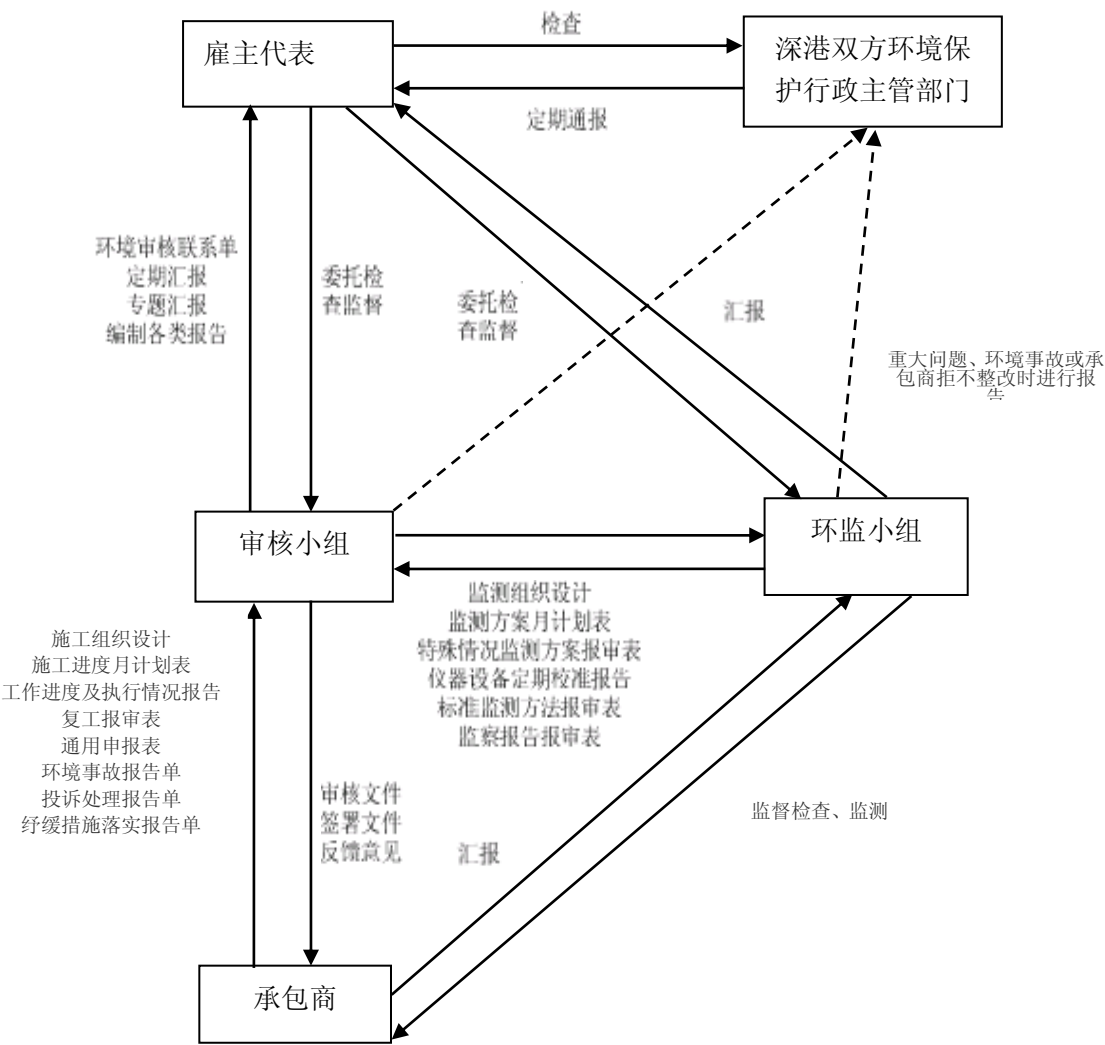 检查
雇主代表
深港双方环境保
护行政主管部门
定期通报
环境审核联系单
定期汇报
专题汇报
编制各类报告
委托检
查监督
委托检
查监督
汇报
重大问题、环境事故或承
包商拒不整改时进行报
告
审核小组
环监小组
监测组织设计
监测方案月计划表
特殊情况监测方案报审表
仪器设备定期校准报告
标准监测方法报审表
监察报告报审表
施工组织设计
施工进度月计划表
工作进度及执行情况报告
复工报审表
通用申报表
环境事故报告单
投诉处理报告单
纾缓措施落实报告单
审核文件
签署文件
反馈意见
汇报
监督检查、监测
承包商